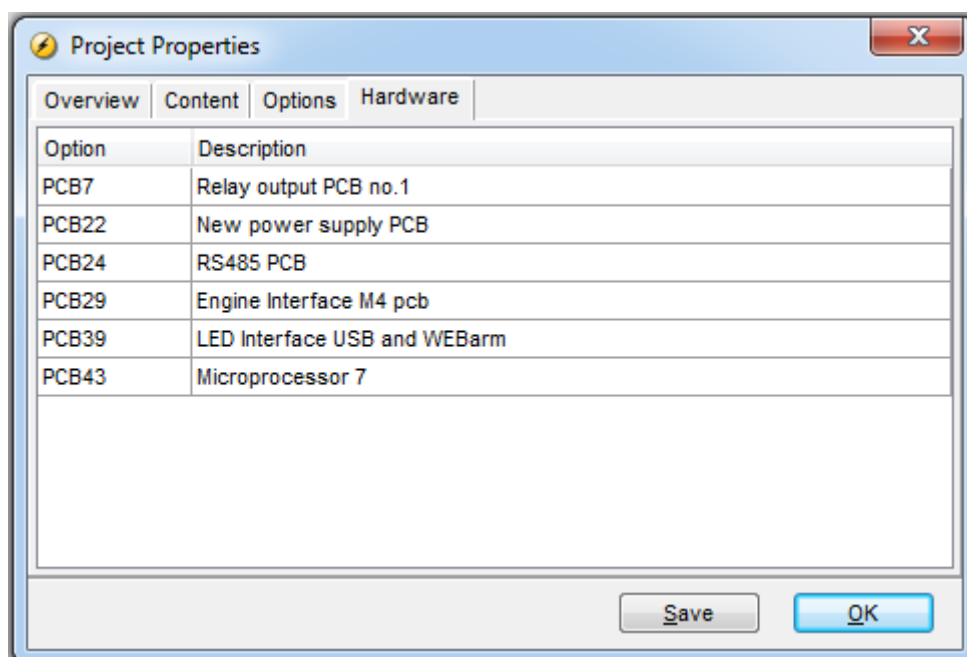 Project Properties
Overview Content Options Hardware
Option Description
PCB7 Relay output PCB no.1
PCB22 New power supply PCB
PCB24 RS485 PCB
PCB29 Engine Interface M4 pcb
PCB39 LED Interface USB and WEBarm
PCB43 Microprocessor 7
Save OK